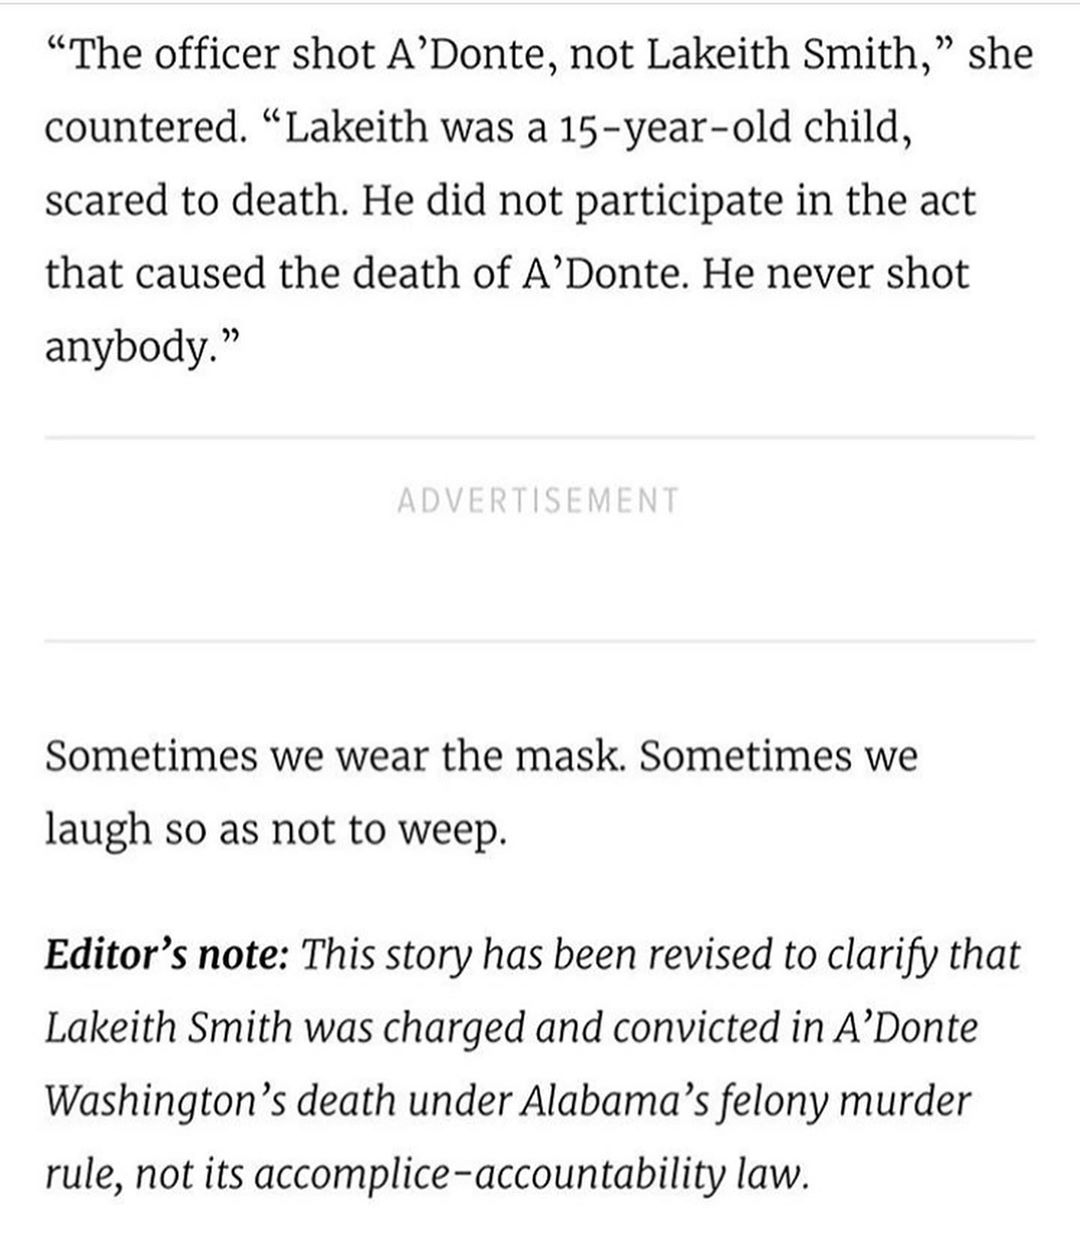 “The officer shot A’Donte, not Lakeith Smith,” she
countered. “Lakeith was a 15-year-old child,
scared to death. He did not participate in the act
that caused the death of A’Donte. He never shot
anybody.”
ADVERTISEMENT
Sometimes we wear the mask. Sometimes we
laugh so as not to weep.
Editor’s note: This story has been revised to clarify that
Lakeith Smith was charged and convicted in A’Donte
Washington’s death under Alabama’s felony murder
rule, not its accomplice-accountability law.